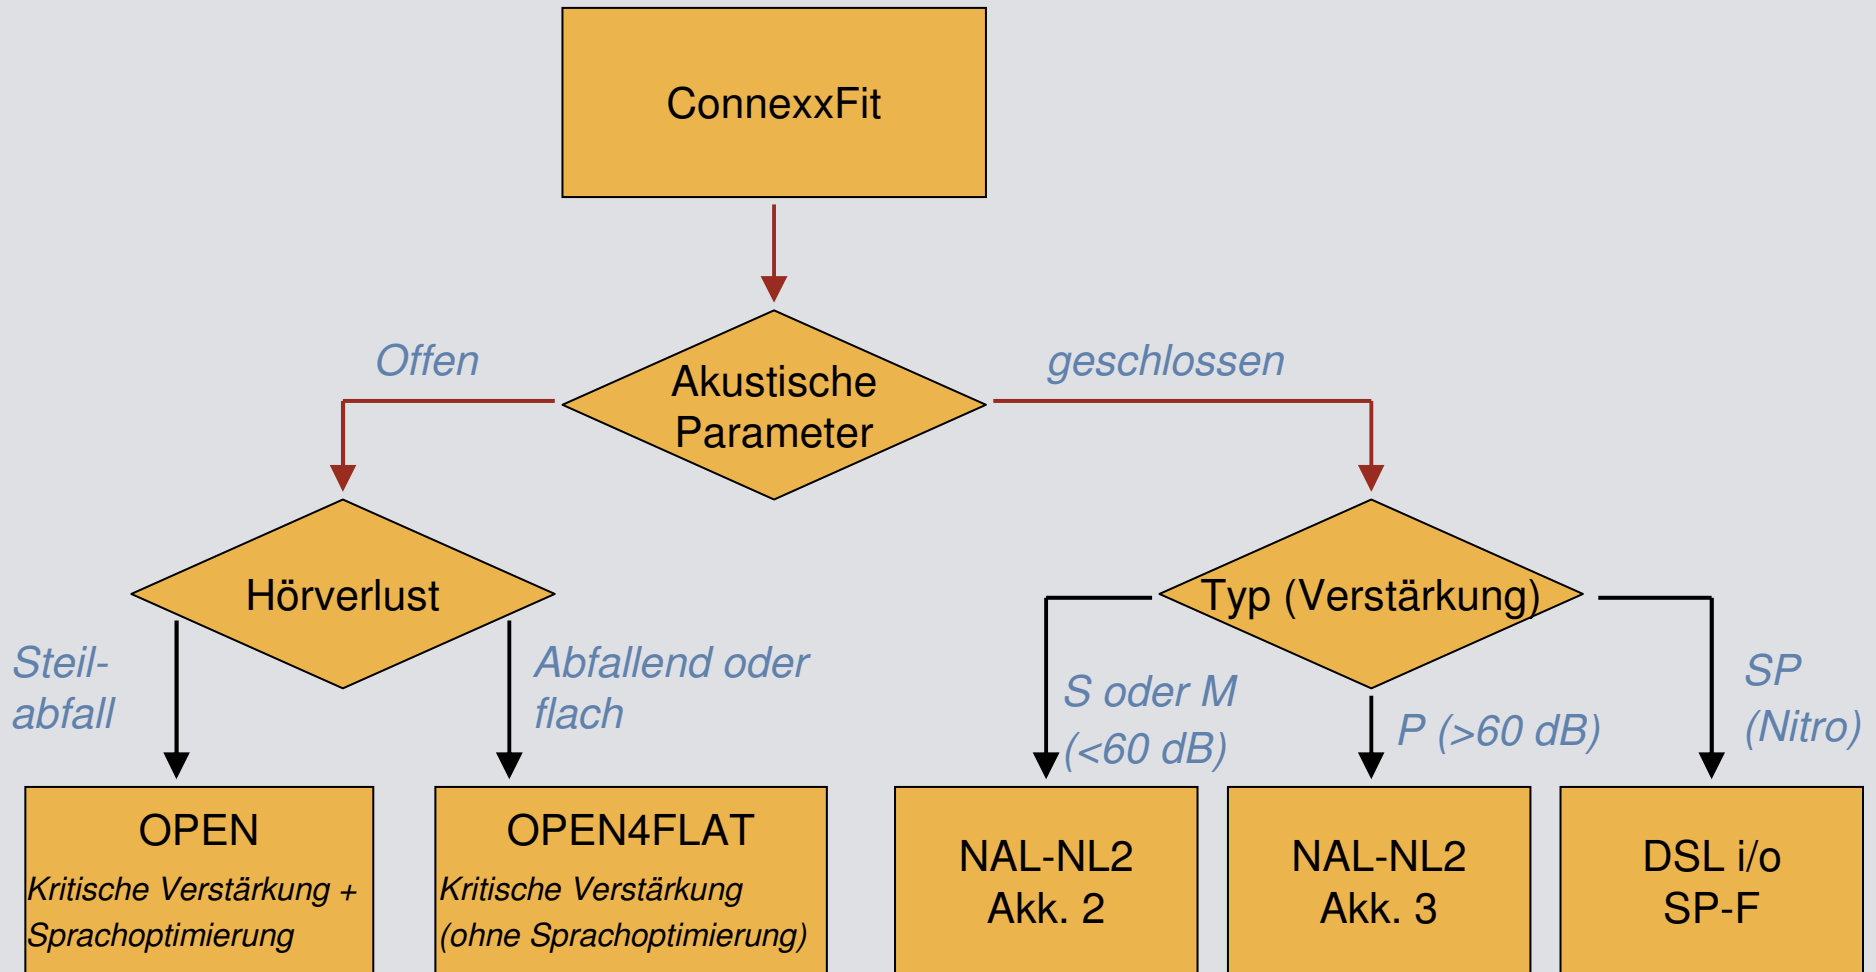 ConnexxFit
Offen
geschlossen
Akustische
Parameter
Hörverlust
Typ (Verstärkung)
Steil-
abfall
Abfallend oder
flach
S oder M
(<60 dB)
P (>60 dB)
SP
(Nitro)
OPEN
Kritische Verstärkung +
Sprachoptimierung
OPEN4FLAT
Kritische Verstärkung
(ohne Sprachoptimierung)
NAL-NL2
Akk. 2
NAL-NL2
Akk. 3
DSL i/o
SP-F